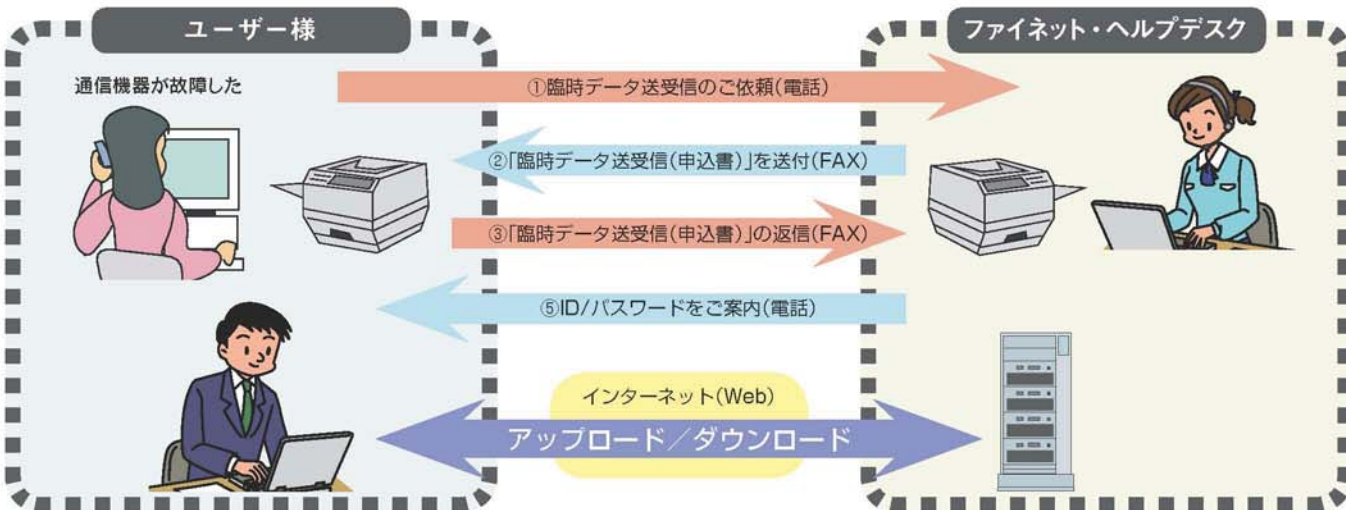 ユーザー様
ファイネット・ヘルプデスク
通信機器が故障した
①臨時データ送受信のご依頼(電話)
②「臨時データ送受信(申込書)」を送付(FAX)
③「臨時データ送受信(申込書)」の返信(FAX)
⑤ID/パスワードをご案内(電話)
インターネット(Web)
アップロード/ダウンロード